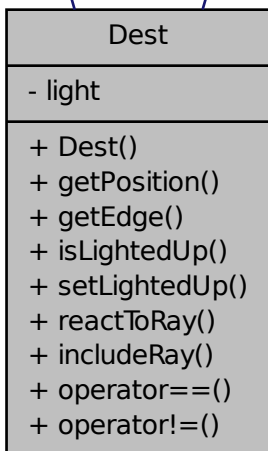 Dest
- light
+ Dest()
+ getPosition()
+ getEdge()
+ isLightedUp()
+ setLightedUp()
+ reactToRay()
+ includeRay()
+ operator==()
+ operator!=()